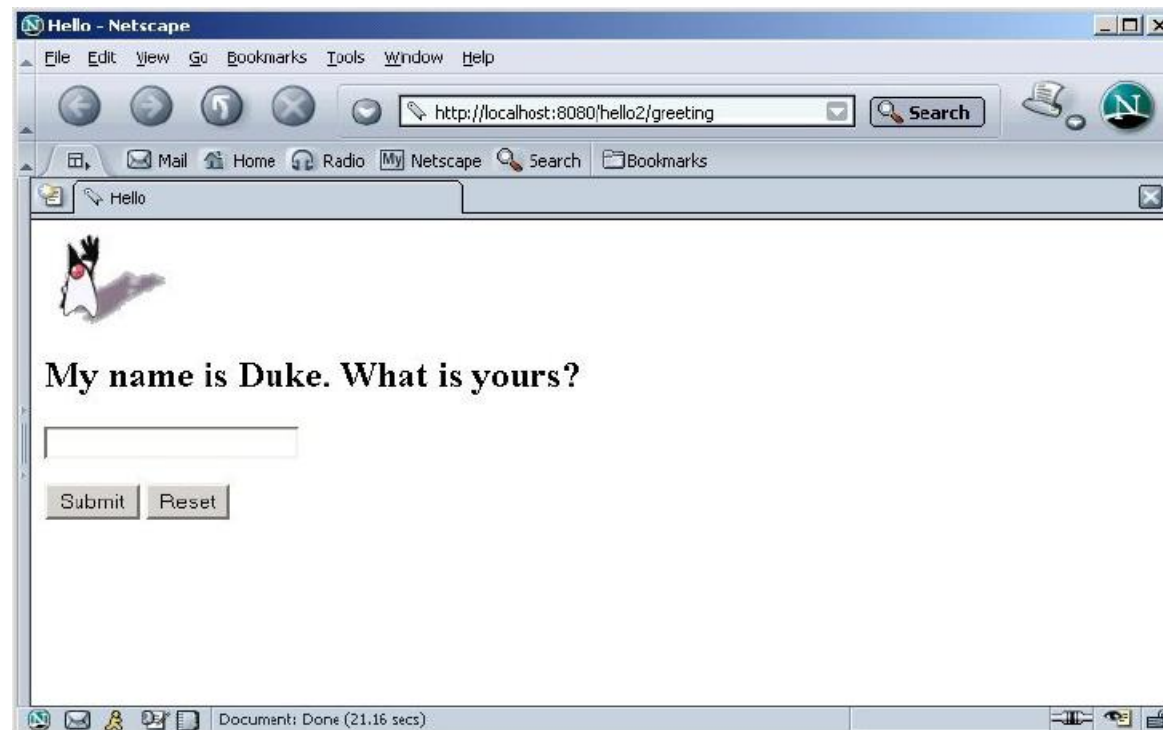 Hello - Netscape
File Edit View Go Bookmarks Tools Window Help
http://localhost:8080/hello2/greeting Search N
Mail Home Radio My Netscape Search Bookmarks
Hello
My name is Duke. What is yours?
Submit Reset
Document: Done (21.16 secs)